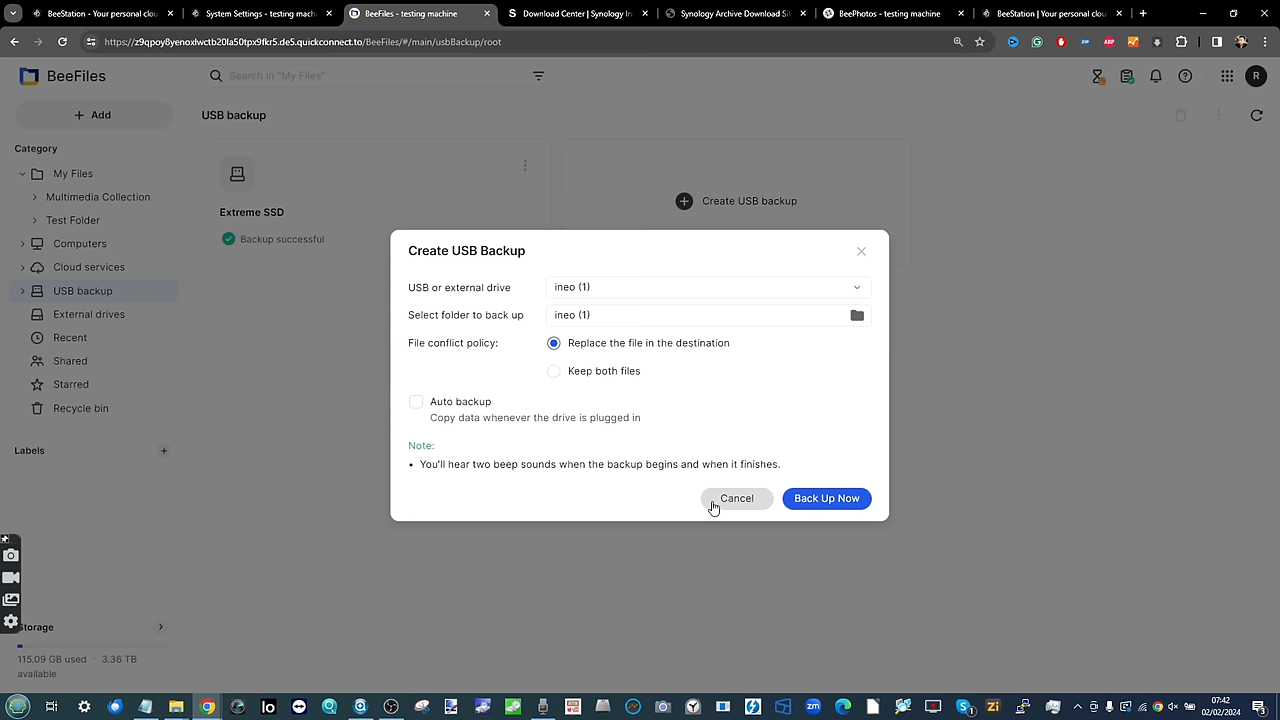 BeeStation - Your personal clou
System Settings - testing mach
BeeFiles - testing machine
Download Center | Synology In
Synology Archive Download Sit
BeePhotos - testing machine
BeeStation | Your personal clou
https://z9qpoy8yenoxlwctb20la50tpx9fkr5.de5.quickconnect.to/BeeFiles/#/main/usbBackup/root
BeeFiles
Search in "My Files"
R
Add
USB backup
Category
My Files
Multimedia Collection
Test Folder
Computers
Cloud services
USB backup
External drives
Recent
Shared
Starred
Recycle bin
Labels
Storage
115.09 GB used · 3.36 TB
available
Extreme SSD
Backup successful
Create USB backup
Create USB Backup
USB or external drive
ineo (1)
Select folder to back up
ineo (1)
File conflict policy:
Replace the file in the destination
Keep both files
Auto backup
Copy data whenever the drive is plugged in
Note:
• You'll hear two beep sounds when the backup begins and when it finishes.
Cancel
Back Up Now
07:42
02/02/2024